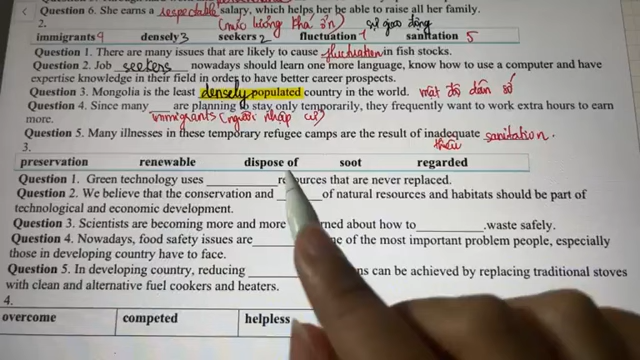 Question 6. She earns a respectable salary, which helps her be able to raise all her family.
2. (mức lương khá ổn) sự giao động
immigrants 4 densely 3 seekers 2 fluctuation 1 sanitation 5
Question 1. There are many issues that are likely to cause fluctuation in fish stocks.
Question 2. Job seekers nowadays should learn one more language, know how to use a computer and have
expertise knowledge in their field in order to have better career prospects.
Question 3. Mongolia is the least densely populated country in the world. mật độ dân số
Question 4. Since many ___ are planning to stay only temporarily, they frequently want to work extra hours to earn
more. immigrants (người nhập cư)
Question 5. Many illnesses in these temporary refugee camps are the result of inadequate sanitation.
3. thiếu
preservation renewable dispose of soot regarded
Question 1. Green technology uses ________ resources that are never replaced.
Question 2. We believe that the conservation and ______ of natural resources and habitats should be part of
technological and economic development.
Question 3. Scientists are becoming more and more about how to ________.waste safely.
Question 4. Nowadays, food safety issues are ______ of the most important problem people, especially
those in developing country have to face.
Question 5. In developing country, reducing ______ can be achieved by replacing traditional stoves
with clean and alternative fuel cookers and heaters.
4.
overcome competed helpless